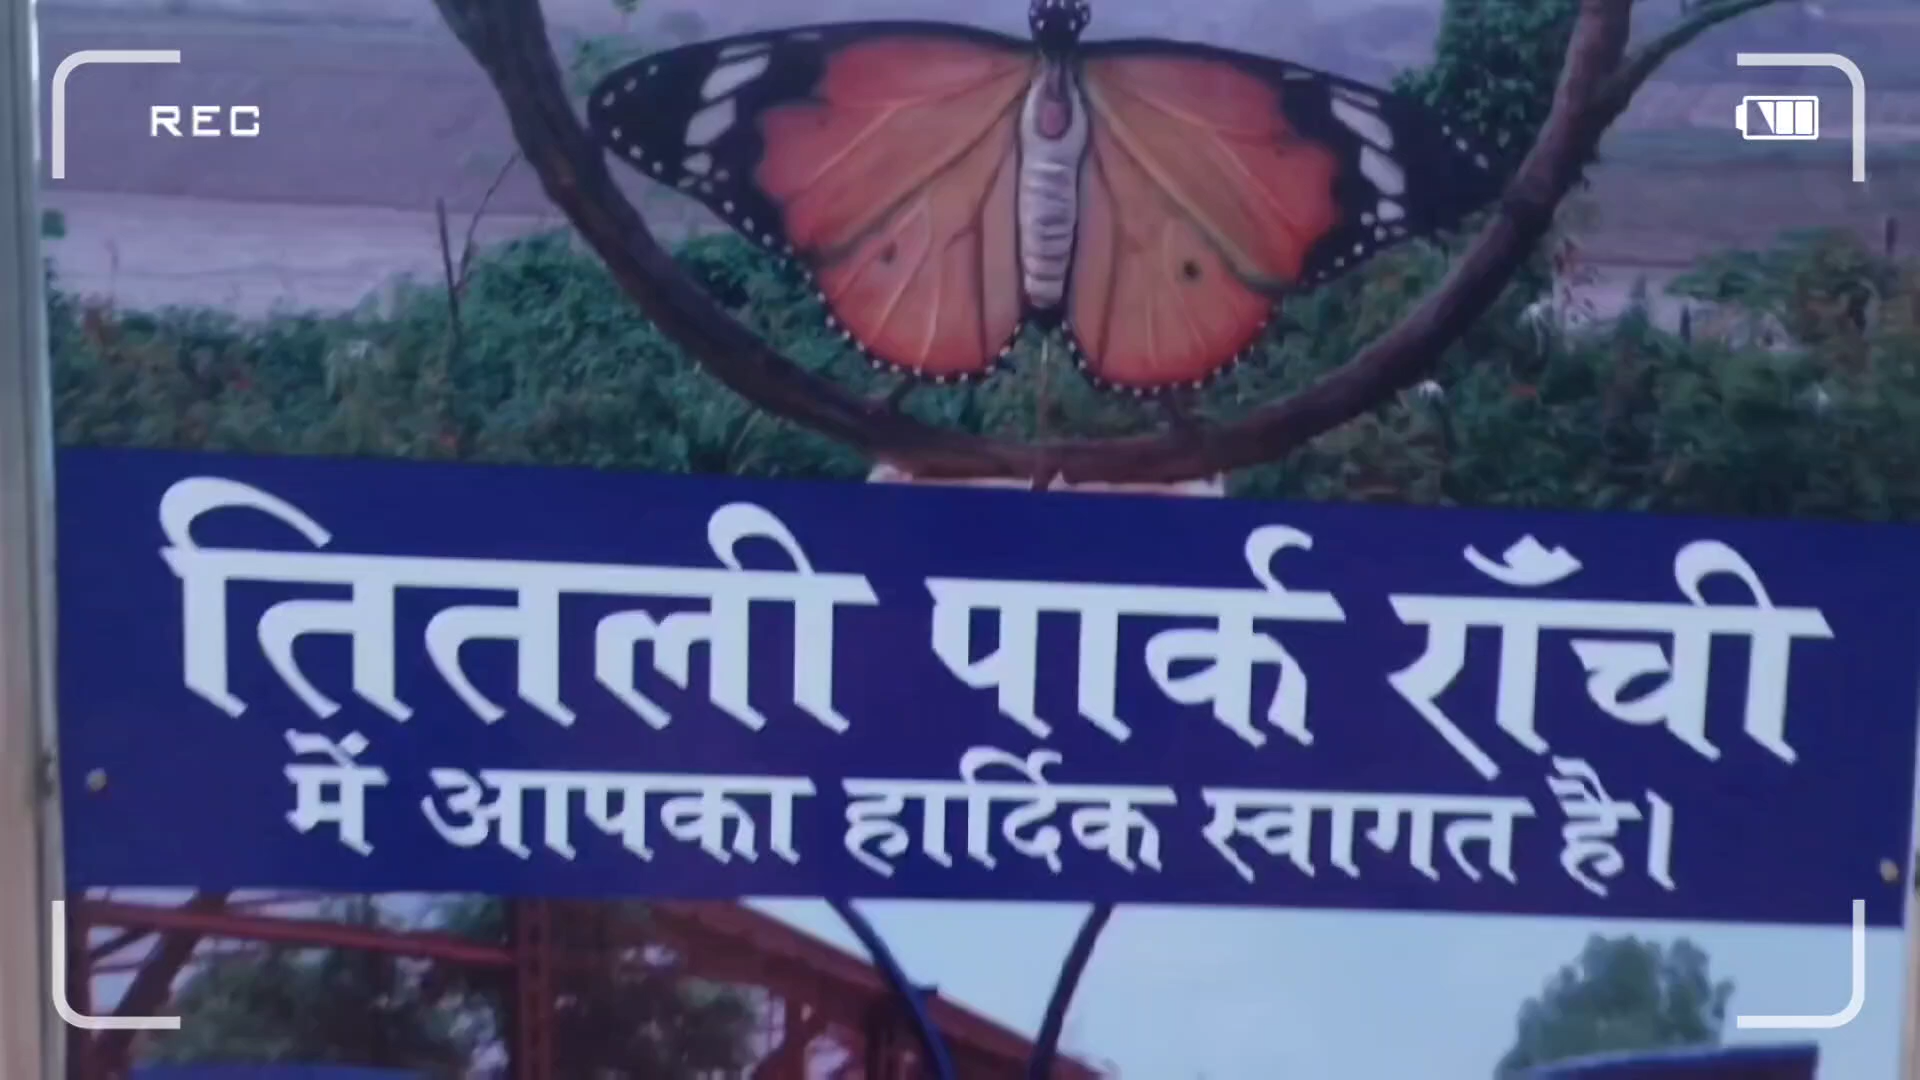 REC
तितली पार्क राँची
में आपका हार्दिक स्वागत है।